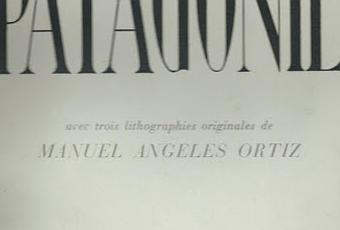 PATAGONIE
avec trois lithographies originales de
MANUEL ANGELES ORTIZ